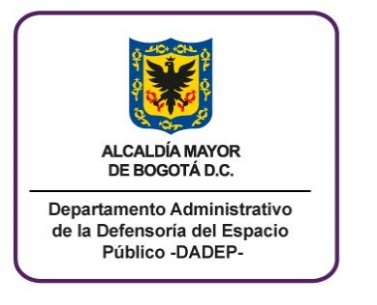 ALCALDÍA MAYOR
DE BOGOTÁ D.C.
Departamento Administrativo
de la Defensoría del Espacio
Público -DADEP-